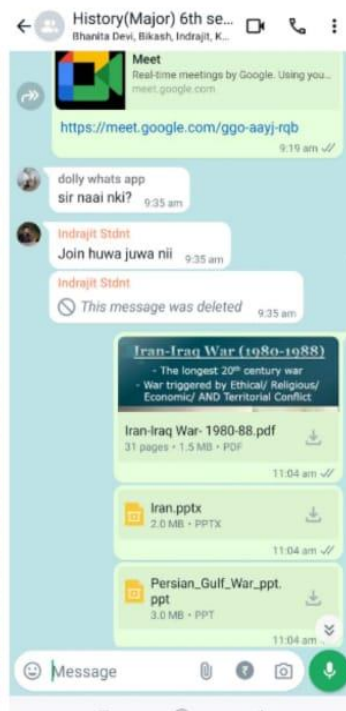 History(Major) 6th se...
Bhanita Devi, Bikash, Indrajit, K...
Meet
Real-time meetings by Google. Using you...
meet.google.com
https://meet.google.com/ggo-aayj-rqb
9:19 am
dolly whats app
sir naai nki? 9:35 am
Indrajit Stdnt
Join huwa juwa nii 9:35 am
Indrajit Stdnt
This message was deleted 9:35 am
Iran-Iraq War (1980-1988)
- The longest 20th century war
- War triggered by Ethical/ Religious/
Economic/ AND Territorial Conflict
Iran-Iraq War- 1980-88.pdf
31 pages • 1.5 MB • PDF
11:04 am
Iran.pptx
2.0 MB • PPTX
11:04 am
Persian_Gulf_War_ppt.
ppt
3.0 MB • PPT
11:04 am
Message